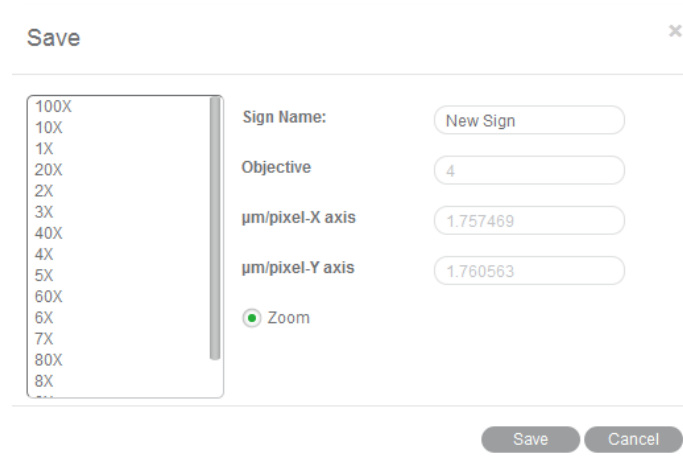 Save
×
100X
10X
1X
20X
2X
3X
40X
4X
5X
60X
6X
7X
80X
8X
Sign Name:
New Sign
Objective
4
µm/pixel-X axis
1.757469
µm/pixel-Y axis
1.760563
Zoom
Save
Cancel